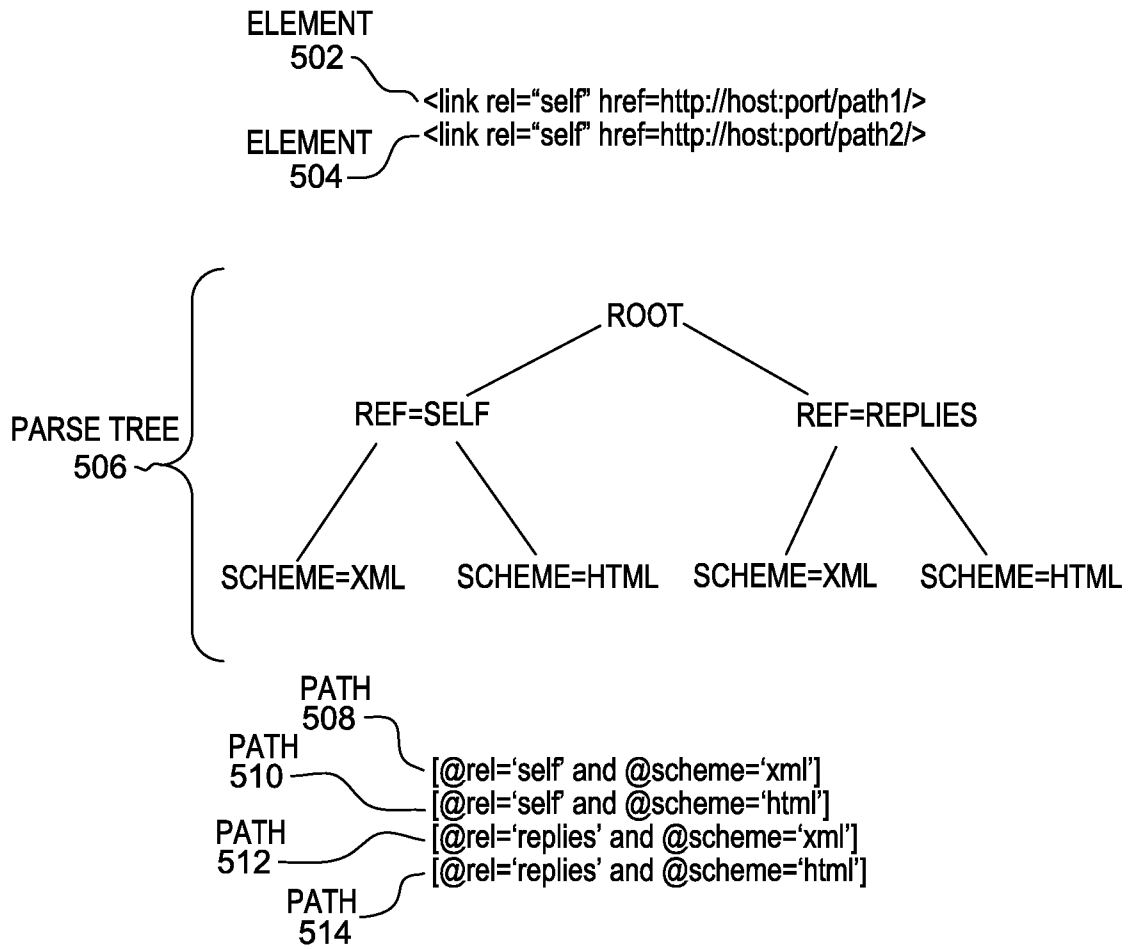 ELEMENT
502
<link rel=“self” href=http://host:port/path1/>
<link rel=“self” href=http://host:port/path2/>
ELEMENT
504
ROOT
REF=SELF
REF=REPLIES
PARSE TREE
506
SCHEME=XML
SCHEME=HTML
SCHEME=XML
SCHEME=HTML
PATH
508
PATH
510
[@rel=‘self’ and @scheme=‘xml’]
[@rel=‘self’ and @scheme=‘html’]
PATH
512
[@rel=‘replies’ and @scheme=‘xml’]
[@rel=‘replies’ and @scheme=‘html’]
PATH
514